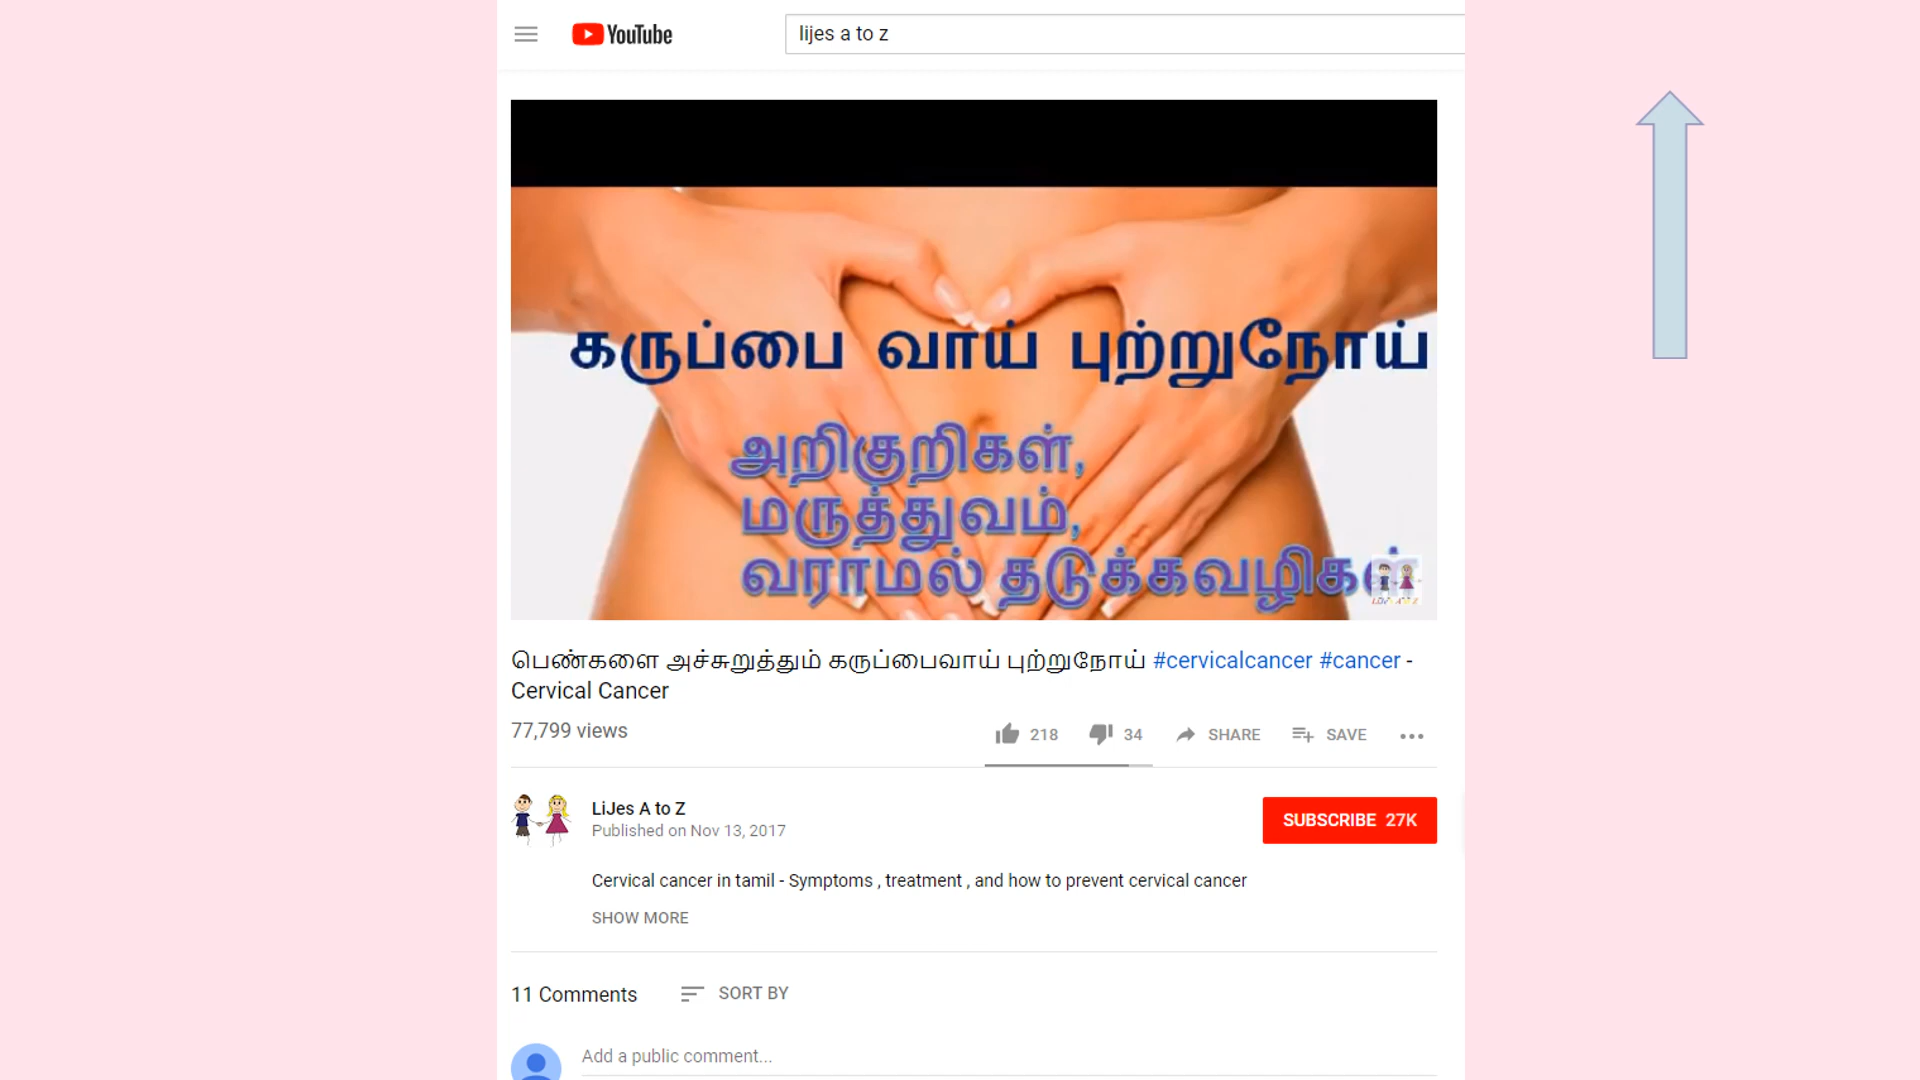 YouTube
lijes a to z
கருப்பை வாய் புற்றுநோய்
அறிகுறிகள்,
மருத்துவம்,
வராமல் தடுக்கவழிகள்
பெண்களை அச்சுறுத்தும் கருப்பைவாய் புற்றுநோய் #cervicalcancer #cancer -
Cervical Cancer
77,799 views
218 34 SHARE SAVE
LiJes A to Z
Published on Nov 13, 2017
SUBSCRIBE 27K
Cervical cancer in tamil - Symptoms , treatment , and how to prevent cervical cancer
SHOW MORE
11 Comments SORT BY
Add a public comment...